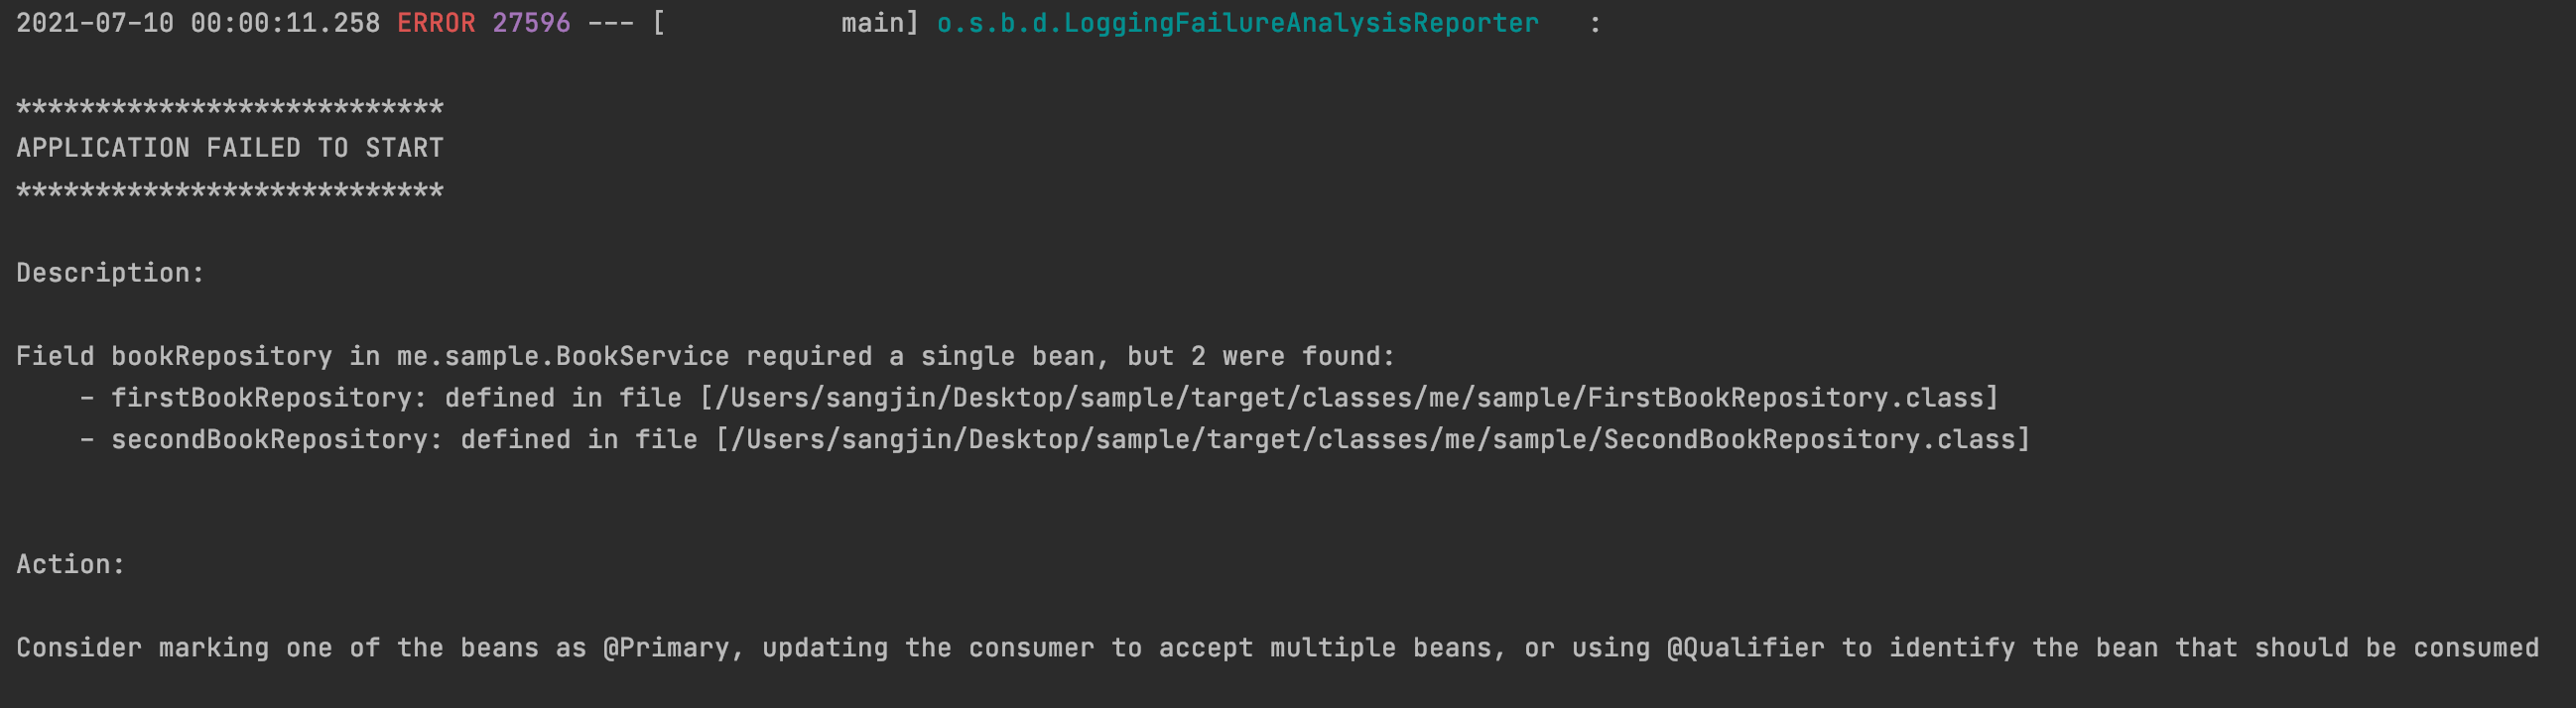 2021-07-10 00:00:11.258 ERROR 27596 --- [           main] o.s.b.d.LoggingFailureAnalysisReporter   :
***************************
APPLICATION FAILED TO START
***************************
Description:
Field bookRepository in me.sample.BookService required a single bean, but 2 were found:
    - firstBookRepository: defined in file [/Users/sangjin/Desktop/sample/target/classes/me/sample/FirstBookRepository.class]
    - secondBookRepository: defined in file [/Users/sangjin/Desktop/sample/target/classes/me/sample/SecondBookRepository.class]
Action:
Consider marking one of the beans as @Primary, updating the consumer to accept multiple beans, or using @Qualifier to identify the bean that should be consumed